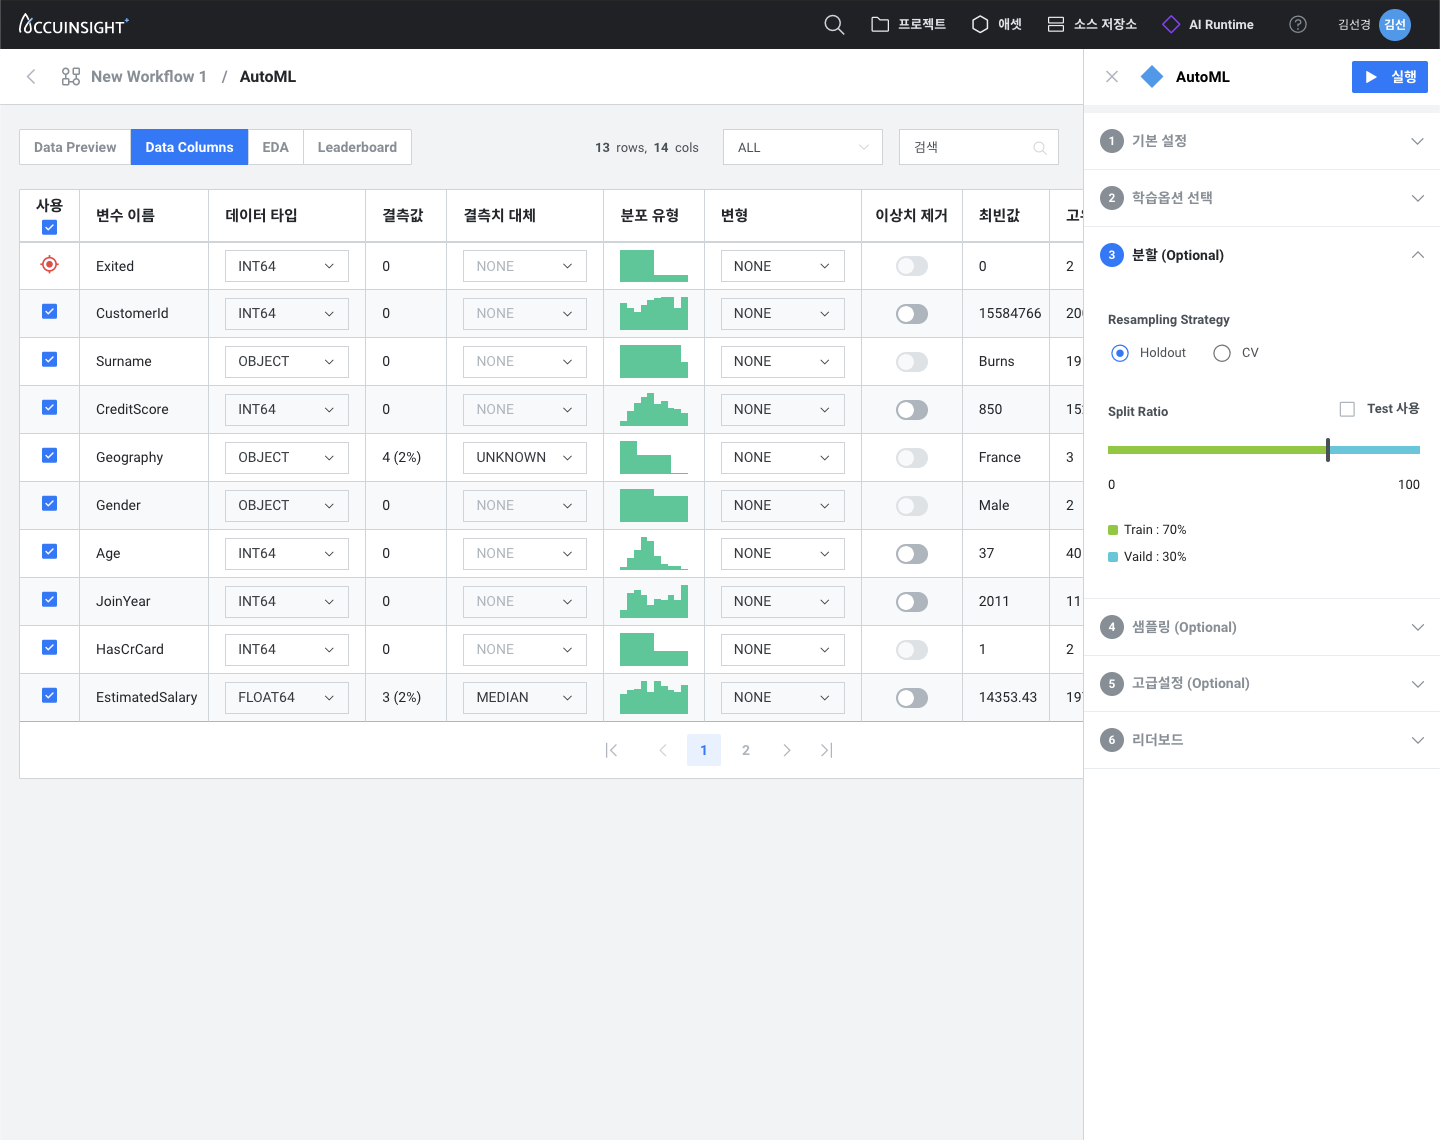 ACCUINSIGHT+
프로젝트
애셋
소스 저장소
AI Runtime
?
김선경
김선
New Workflow 1 / AutoML
AutoML
실행
Data Preview
Data Columns
EDA
Leaderboard
13 rows, 14 cols
ALL
검색
사용 변수 이름 데이터 타입 결측값 결측치 대체 분포 유형 변형 이상치 제거 최빈값
Exited INT64 0 NONE NONE 0 2
CustomerId INT64 0 NONE NONE 15584766
Surname OBJECT 0 NONE NONE Burns 19
CreditScore INT64 0 NONE NONE 850
Geography OBJECT 4 (2%) UNKNOWN NONE France 3
Gender OBJECT 0 NONE NONE Male 2
Age INT64 0 NONE NONE 37 40
JoinYear INT64 0 NONE NONE 2011 11
HasCrCard INT64 0 NONE NONE 1 2
EstimatedSalary FLOAT64 3 (2%) MEDIAN NONE 14353.43
1 2
1 기본 설정
2 학습옵션 선택
3 분할 (Optional)
Resampling Strategy
Holdout CV
Split Ratio
Test 사용
0 100
Train : 70%
Vaild : 30%
4 샘플링 (Optional)
5 고급설정 (Optional)
6 리더보드